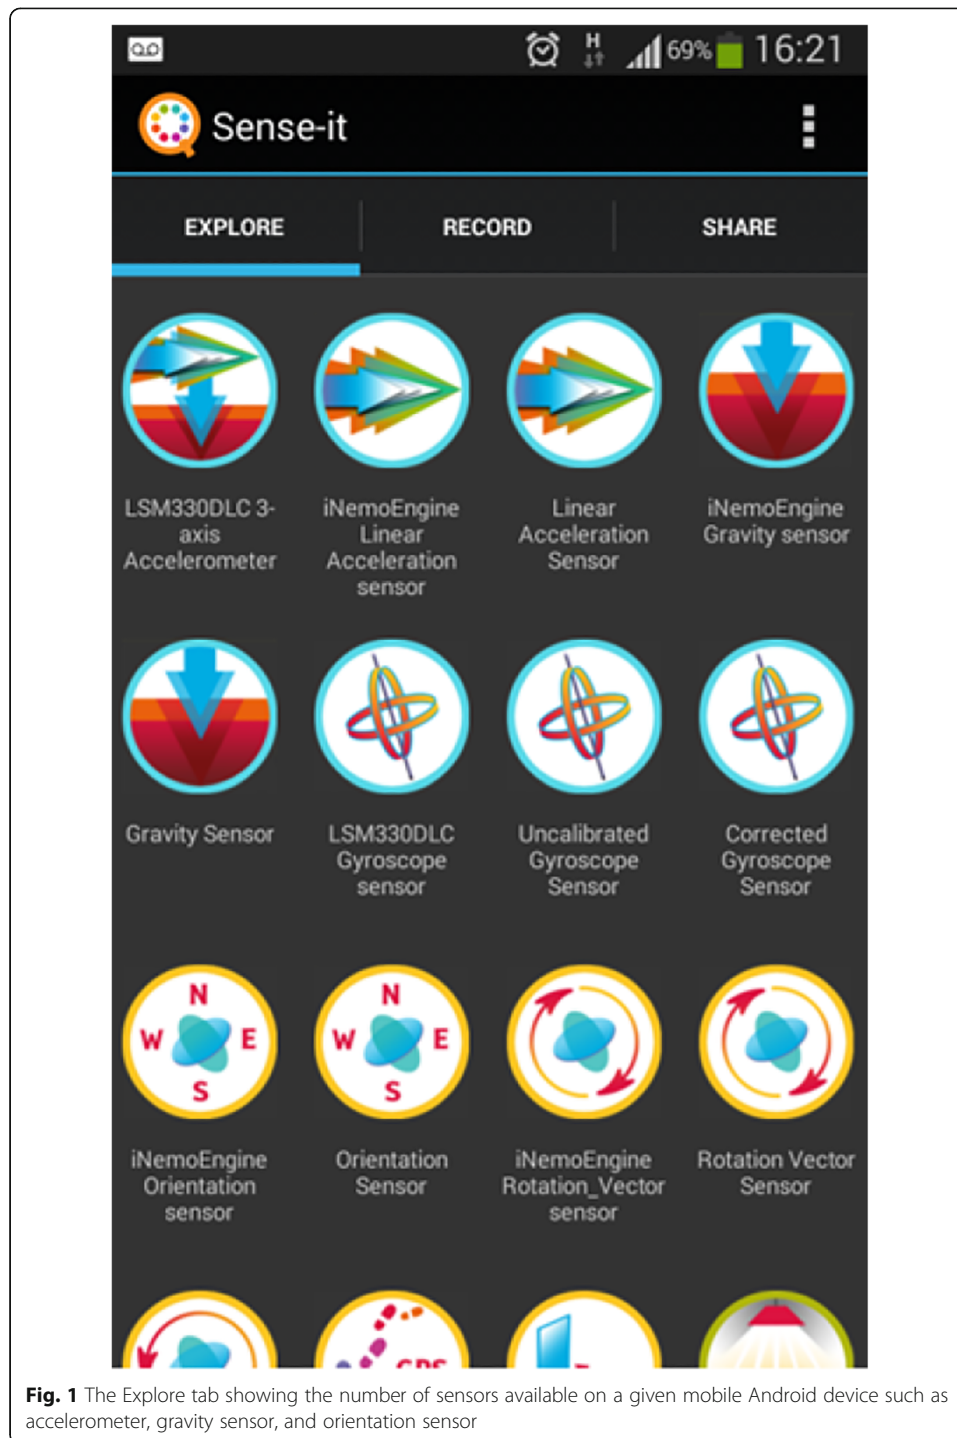 H
69%
16:21
Sense-it
EXPLORE
RECORD
SHARE
LSM330DLC 3-
axis
Accelerometer
iNemoEngine
Linear
Acceleration
sensor
Linear
Acceleration
Sensor
iNemoEngine
Gravity sensor
Gravity Sensor
LSM330DLC
Gyroscope
sensor
Uncalibrated
Gyroscope
Sensor
Corrected
Gyroscope
Sensor
N
W E
S
N
W E
S
iNemoEngine
Orientation
sensor
Orientation
Sensor
iNemoEngine
Rotation_Vector
sensor
Rotation Vector
Sensor
GPS
Fig. 1 The Explore tab showing the number of sensors available on a given mobile Android device such as
accelerometer, gravity sensor, and orientation sensor